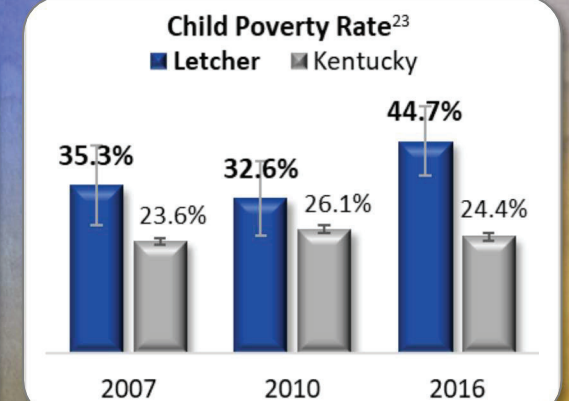 Child Poverty Rate23
Letcher Kentucky
35.3%
23.6%
32.6%
26.1%
44.7%
24.4%
2007 2010 2016